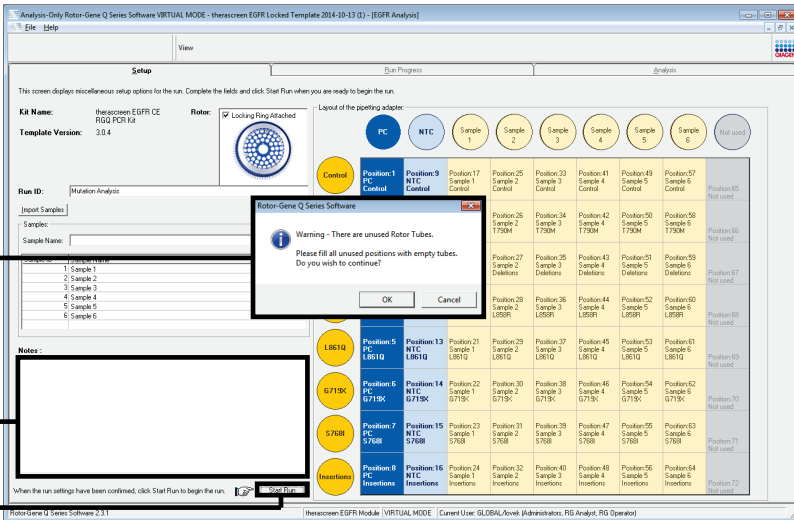 Analysis-Only Rotor-Gene Q Series Software VIRTUAL MODE - therascreen EGFR Locked Template 2014-10-13 (1) - [EGFR Analysis]
File Help
View
QIAGEN
Setup
Run Progress
Analysis
This screen displays miscellaneous setup options for the run. Complete the fields and click Start Run when you are ready to begin the run.
Kit Name: therascreen EGFR CE RGQ PCR Kit
Template Version: 3.0.4
Rotor:
Locking Ring Attached
Run ID: Mutation Analysis
Import Samples
Samples:
Sample Name:
Sample ID Sample Name
1 Sample 1
2 Sample 2
3 Sample 3
4 Sample 4
5 Sample 5
6 Sample 6
Notes :
When the run settings have been confirmed, click Start Run to begin the run.
Start Run
Rotor-Gene Q Series Software
Warning - There are unused Rotor Tubes.
Please fill all unused positions with empty tubes.
Do you wish to continue?
OK Cancel
Layout of the pipetting adapter:
PC NTC Sample 1 Sample 2 Sample 3 Sample 4 Sample 5 Sample 6 Not used
Control
Position:1 Position:9 Position:17 Position:25 Position:33 Position:41 Position:49 Position:57
PC NTC Sample 1 Sample 2 Sample 3 Sample 4 Sample 5 Sample 6
Control Control Control Control Control Control Control Control Position:65
Not used
Position:26 Position:34 Position:42 Position:50 Position:58
Sample 2 Sample 3 Sample 4 Sample 5 Sample 6
T790M T790M T790M T790M T790M Position:66
Not used
Position:27 Position:35 Position:43 Position:51 Position:59
Sample 2 Sample 3 Sample 4 Sample 5 Sample 6
Deletions Deletions Deletions Deletions Deletions Position:67
Not used
Position:28 Position:36 Position:44 Position:52 Position:60
Sample 2 Sample 3 Sample 4 Sample 5 Sample 6
L858R L858R L858R L858R L858R Position:68
Not used
L861Q
Position:5 Position:13 Position:21 Position:29 Position:37 Position:45 Position:53 Position:61
PC NTC Sample 1 Sample 2 Sample 3 Sample 4 Sample 5 Sample 6
L861Q L861Q L861Q L861Q L861Q L861Q L861Q L861Q Position:69
Not used
G719X
Position:6 Position:14 Position:22 Position:30 Position:38 Position:46 Position:54 Position:62
PC NTC Sample 1 Sample 2 Sample 3 Sample 4 Sample 5 Sample 6
G719X G719X G719X G719X G719X G719X G719X G719X Position:70
Not used
S768I
Position:7 Position:15 Position:23 Position:31 Position:39 Position:47 Position:55 Position:63
PC NTC Sample 1 Sample 2 Sample 3 Sample 4 Sample 5 Sample 6
S768I S768I S768I S768I S768I S768I S768I S768I Position:71
Not used
Insertions
Position:8 Position:16 Position:24 Position:32 Position:40 Position:48 Position:56 Position:64
PC NTC Sample 1 Sample 2 Sample 3 Sample 4 Sample 5 Sample 6
Insertions Insertions Insertions Insertions Insertions Insertions Insertions Insertions Position:72
Not used
Rotor-Gene Q Series Software 2.3.1
therascreen EGFR Module VIRTUAL MODE Current User: GLOBAL/lovek (Administrators, RG Analyst, RG Operator)